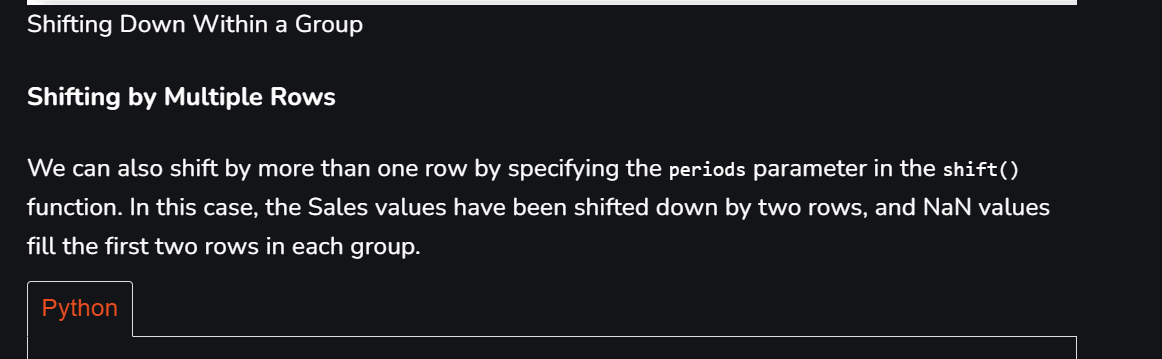 Shifting Down Within a Group
Shifting by Multiple Rows
We can also shift by more than one row by specifying the periods parameter in the shift()
function. In this case, the Sales values have been shifted down by two rows, and NaN values
fill the first two rows in each group.
Python